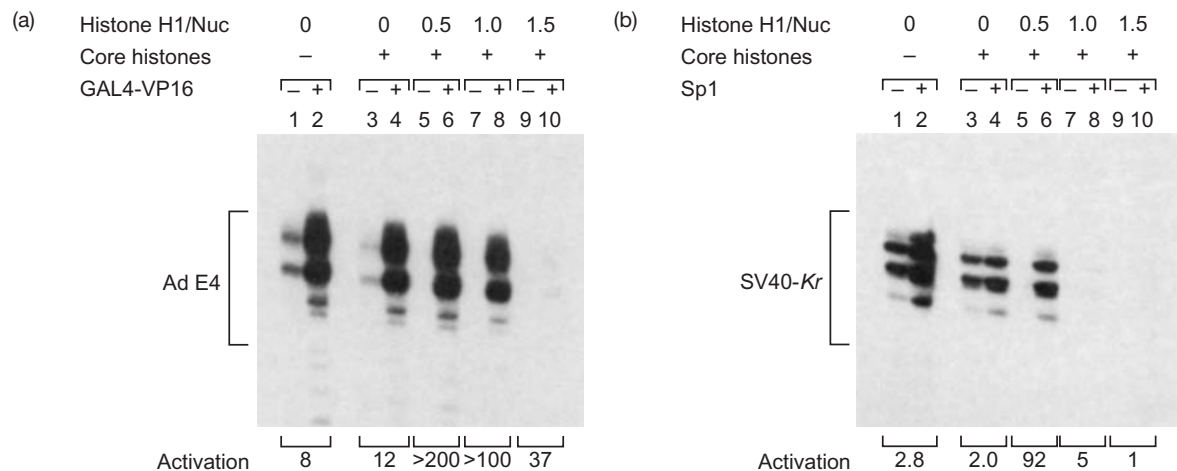 (a)
Histone H1/Nuc 0 0 0.5 1.0 1.5
Core histones – + + + +
GAL4-VP16 – + – + – + – + – +
1 2 3 4 5 6 7 8 9 10
Ad E4
Activation 8 12 >200 >100 37
(b)
Histone H1/Nuc 0 0 0.5 1.0 1.5
Core histones – + + + +
Sp1 – + – + – + – + – +
1 2 3 4 5 6 7 8 9 10
SV40-Kr
Activation 2.8 2.0 92 5 1